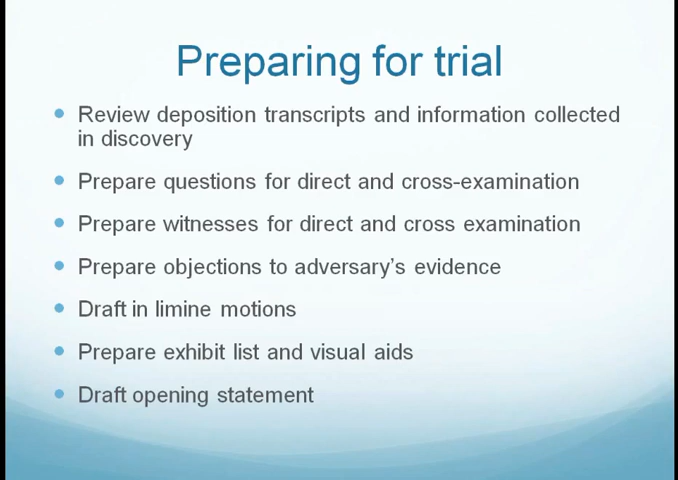 Preparing for trial
Review deposition transcripts and information collected
in discovery
Prepare questions for direct and cross-examination
Prepare witnesses for direct and cross examination
Prepare objections to adversary's evidence
Draft in limine motions
Prepare exhibit list and visual aids
Draft opening statement